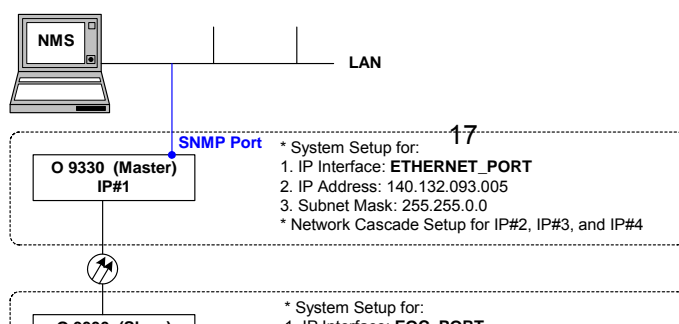 NMS
LAN
SNMP Port
17
O 9330 (Master)
IP#1
* System Setup for:
1. IP Interface: ETHERNET_PORT
2. IP Address: 140.132.093.005
3. Subnet Mask: 255.255.0.0
* Network Cascade Setup for IP#2, IP#3, and IP#4
* System Setup for: